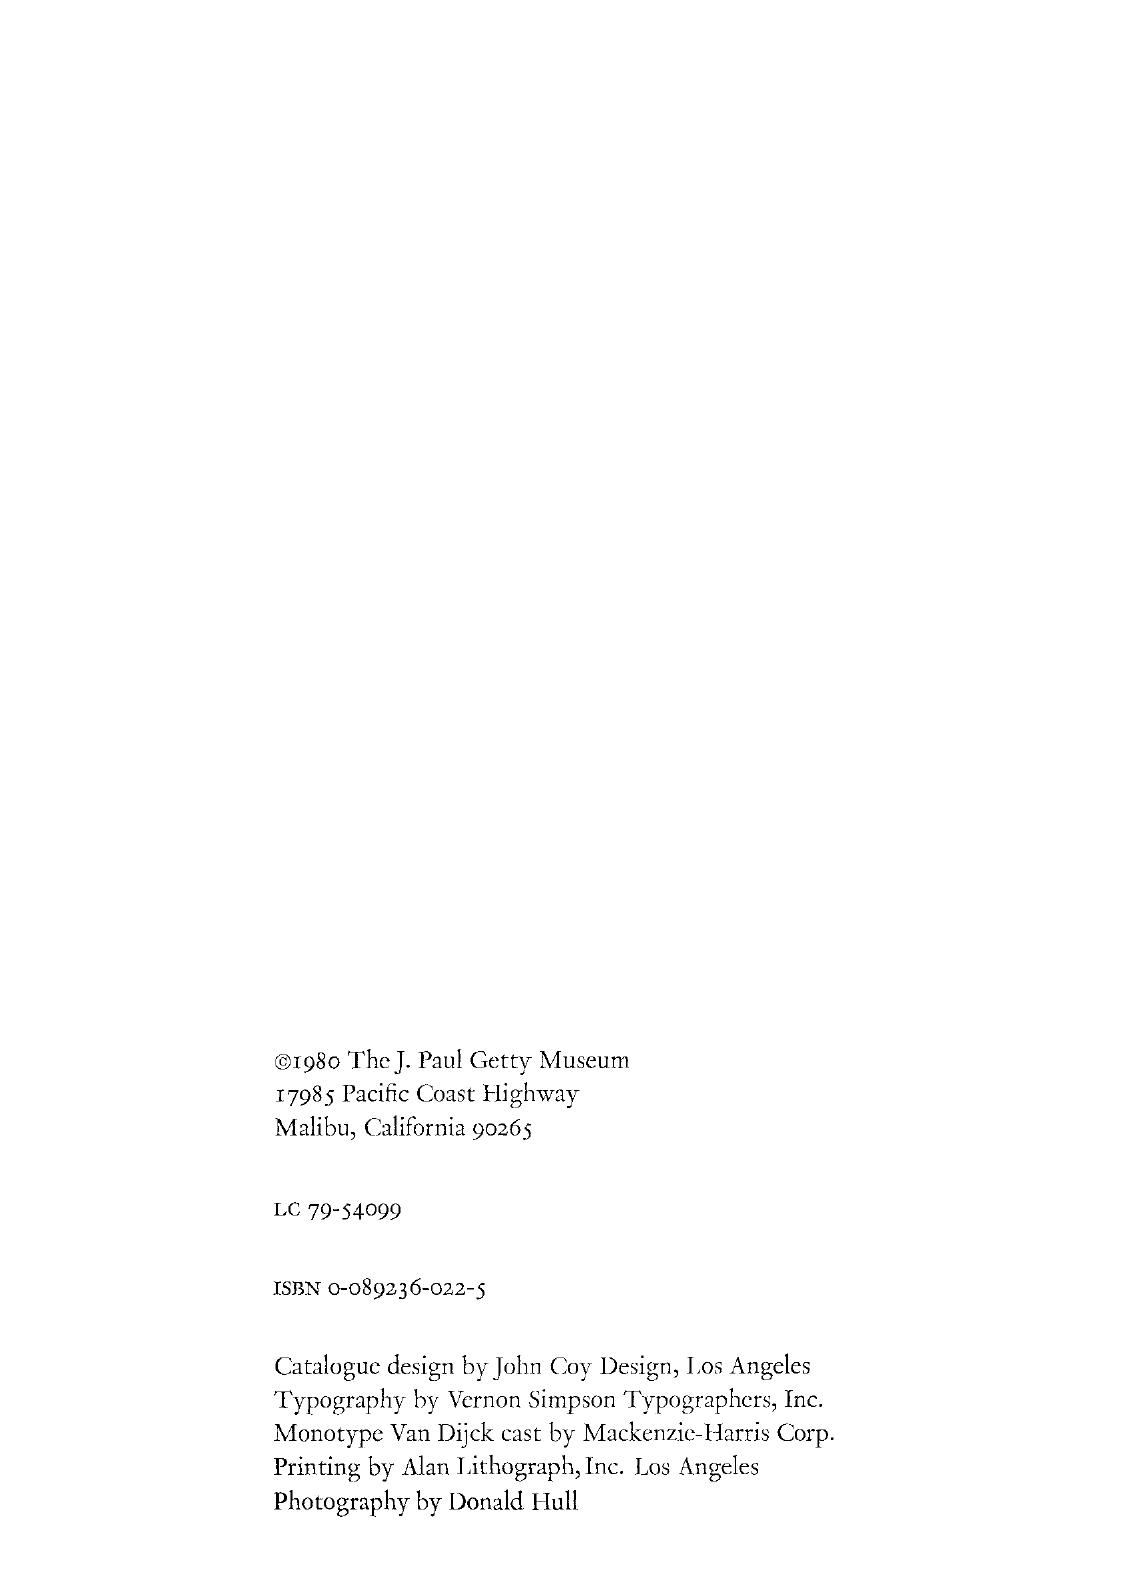 ©1980 The J. Paul Getty Museum
17985 Pacific Coast Highway
Malibu, California 90265
LC 79-54099
ISBN 0-089236-022-5
Catalogue design by John Coy Design, Los Angeles
Typography by Vernon Simpson Typographers, Inc.
Monotype Van Dijck cast by Mackenzie-Harris Corp.
Printing by Alan Lithograph, Inc. Los Angeles
Photography by Donald Hull